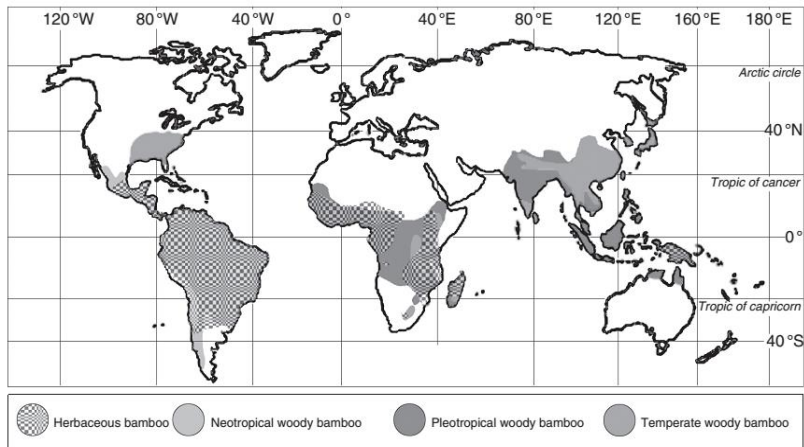 120°W 80°W 40° 0° 40°E 80°E 120°E 160°E 180°E
Arctic circle
40°N
Tropic of cancer
0°
Tropic of capricorn
40°S
Herbaceous bamboo Neotropical woody bamboo Pleotropical woody bamboo Temperate woody bamboo